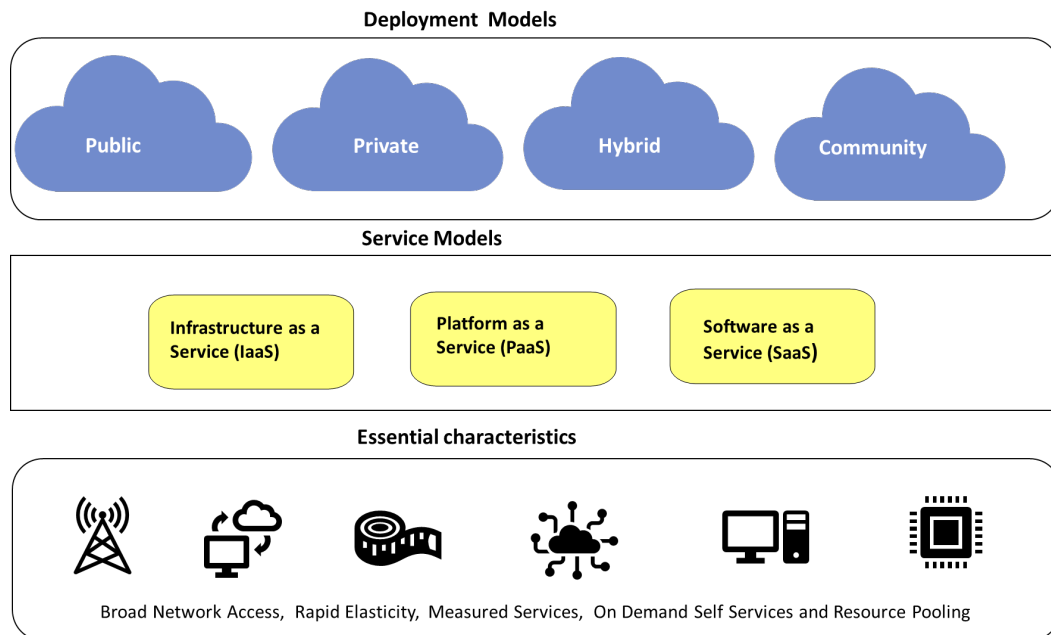 Deployment Models
Public
Private
Hybrid
Community
Service Models
Infrastructure as a
Service (IaaS)
Platform as a
Service (PaaS)
Software as a
Service (SaaS)
Essential characteristics
Broad Network Access, Rapid Elasticity, Measured Services, On Demand Self Services and Resource Pooling